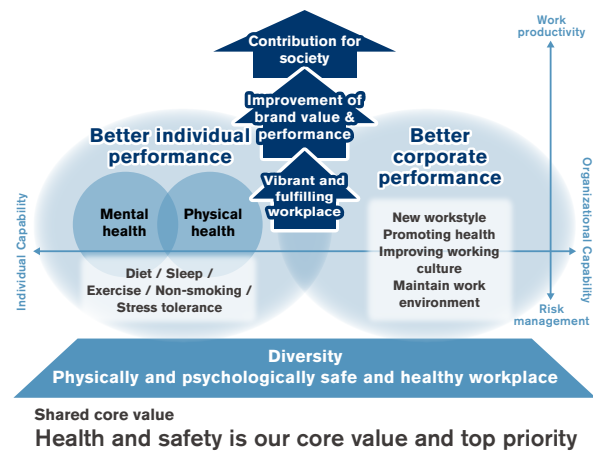 Contribution for
society
Work
productivity
Improvement of
brand value &
performance
Better individual
performance
Better
corporate
performance
Vibrant and
fulfilling
workplace
Mental
health
Physical
health
New workstyle
Promoting health
Improving working
culture
Maintain work
environment
Individual Capability
Organizational Capability
Diet / Sleep /
Exercise / Non-smoking /
Stress tolerance
Risk
management
Diversity
Physically and psychologically safe and healthy workplace
Shared core value
Health and safety is our core value and top priority